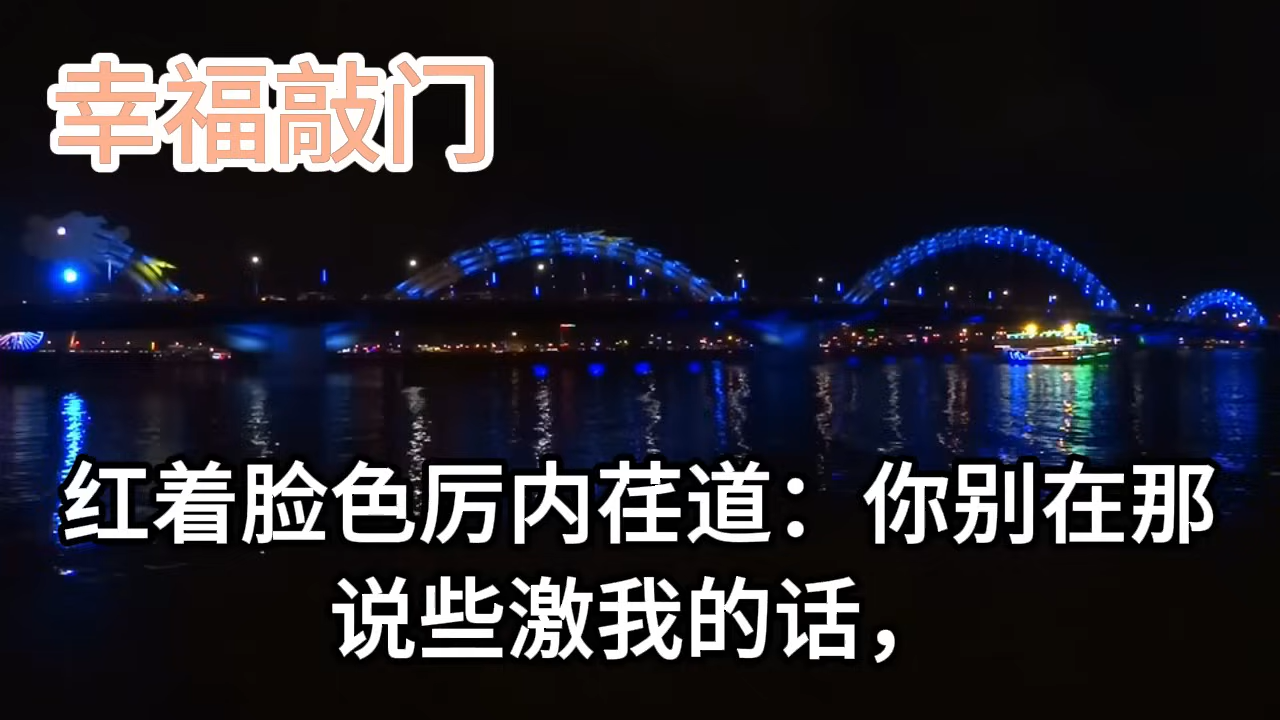 幸福敲门
红着脸色厉内荏道：你别在那
说些激我的话，